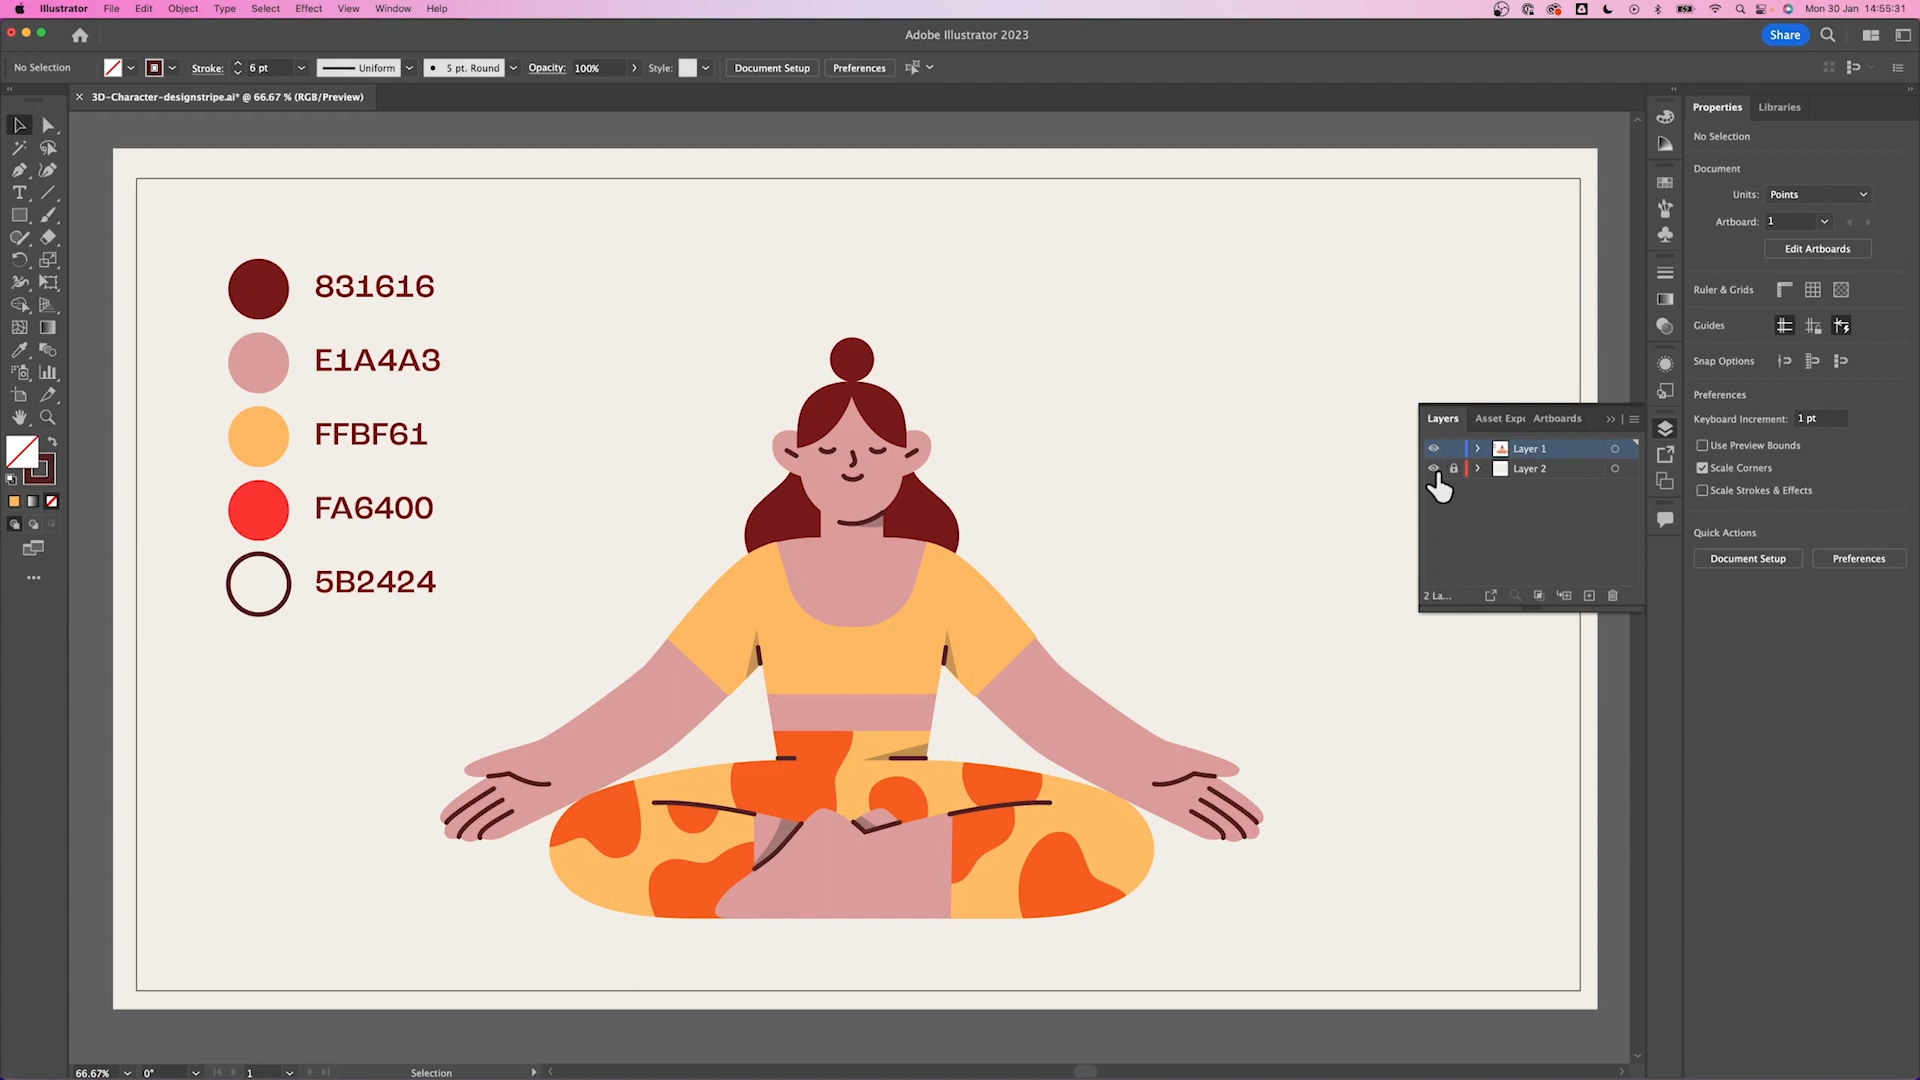 Illustrator File Edit Object Type Select Effect View Window Help Mon 30 Jan 14:55:31
Adobe Illustrator 2023 Share
No Selection Stroke: 6 pt Uniform 5 pt. Round Opacity: 100% Style: Document Setup Preferences
3D-Character-designstripe.ai* @ 66.67 % (RGB/Preview)
Properties Libraries
No Selection
Document
Units: Points
Artboard: 1
Edit Artboards
Ruler & Grids
Guides
Snap Options
Preferences
Keyboard Increment: 1 pt
Use Preview Bounds
Scale Corners
Scale Strokes & Effects
Quick Actions
Document Setup Preferences
831616
E1A4A3
FFBF61
FA6400
5B2424
Layers Asset Expo Artboards
Layer 1
Layer 2
2 La...
66.67% 0° 1 Selection